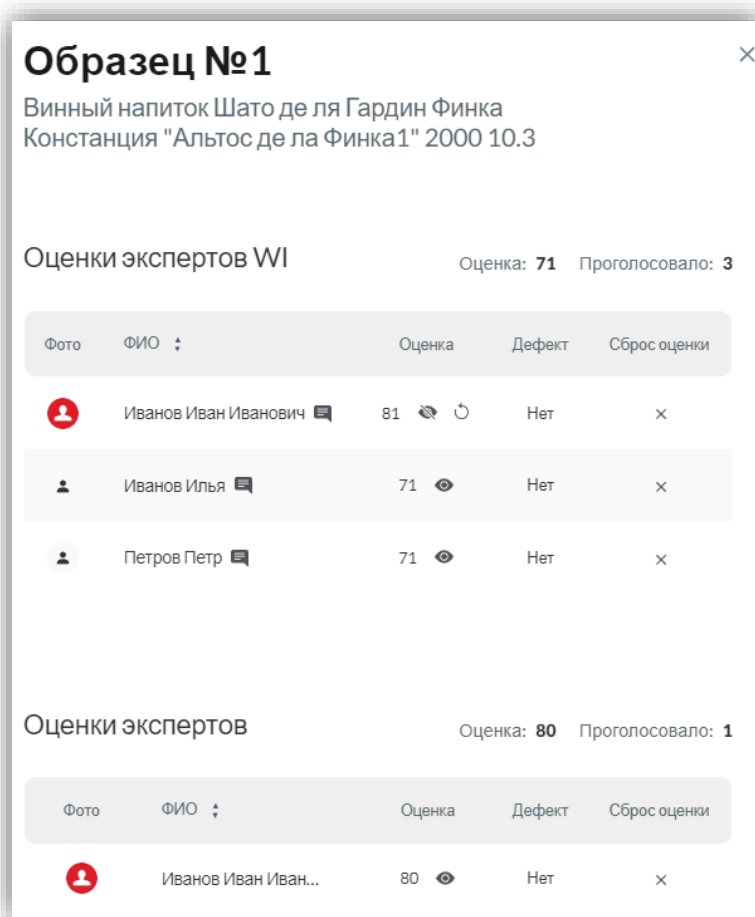 Образец №1
Винный напиток Шато де ля Гардин Финка
Констанция "Альтос де ла Финка1" 2000 10.3
Оценки экспертов WI Оценка: 71 Проголосовало: 3
Фото ФИО Оценка Дефект Сброс оценки
Иванов Иван Иванович 81 Нет
Иванов Илья 71 Нет
Петров Петр 71 Нет
Оценки экспертов Оценка: 80 Проголосовало: 1
Фото ФИО Оценка Дефект Сброс оценки
Иванов Иван Иван... 80 Нет